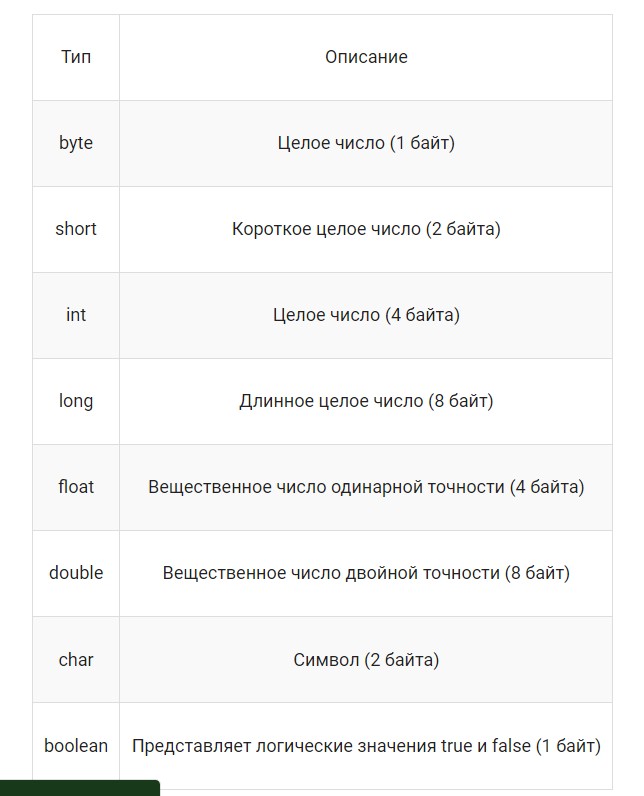 Тип Описание
byte Целое число (1 байт)
short Короткое целое число (2 байта)
int Целое число (4 байта)
long Длинное целое число (8 байт)
float Вещественное число одинарной точности (4 байта)
double Вещественное число двойной точности (8 байт)
char Символ (2 байта)
boolean Представляет логические значения true и false (1 байт)